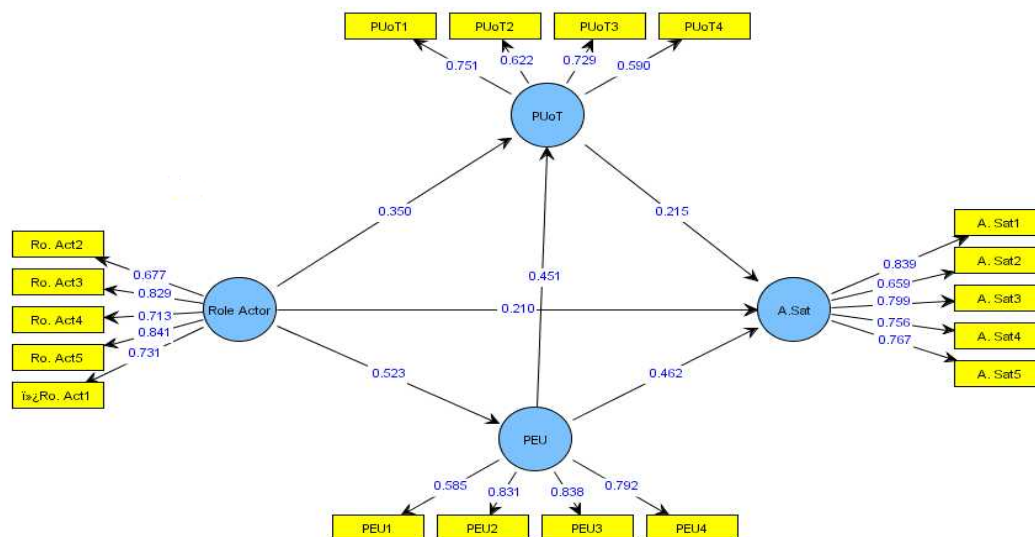 PUoT1
PUoT2
PUoT3
PUoT4
0.751
0.622
0.729
0.590
PUoT
0.350
0.215
Ro. Act2
Ro. Act3
Ro. Act4
Ro. Act5
ï»¿Ro. Act1
0.677
0.829
0.713
0.841
0.731
Role Actor
0.451
0.210
A.Sat
0.839
0.659
0.799
0.756
0.767
A. Sat1
A. Sat2
A. Sat3
A. Sat4
A. Sat5
0.523
0.462
PEU
0.585
0.831
0.838
0.792
PEU1
PEU2
PEU3
PEU4